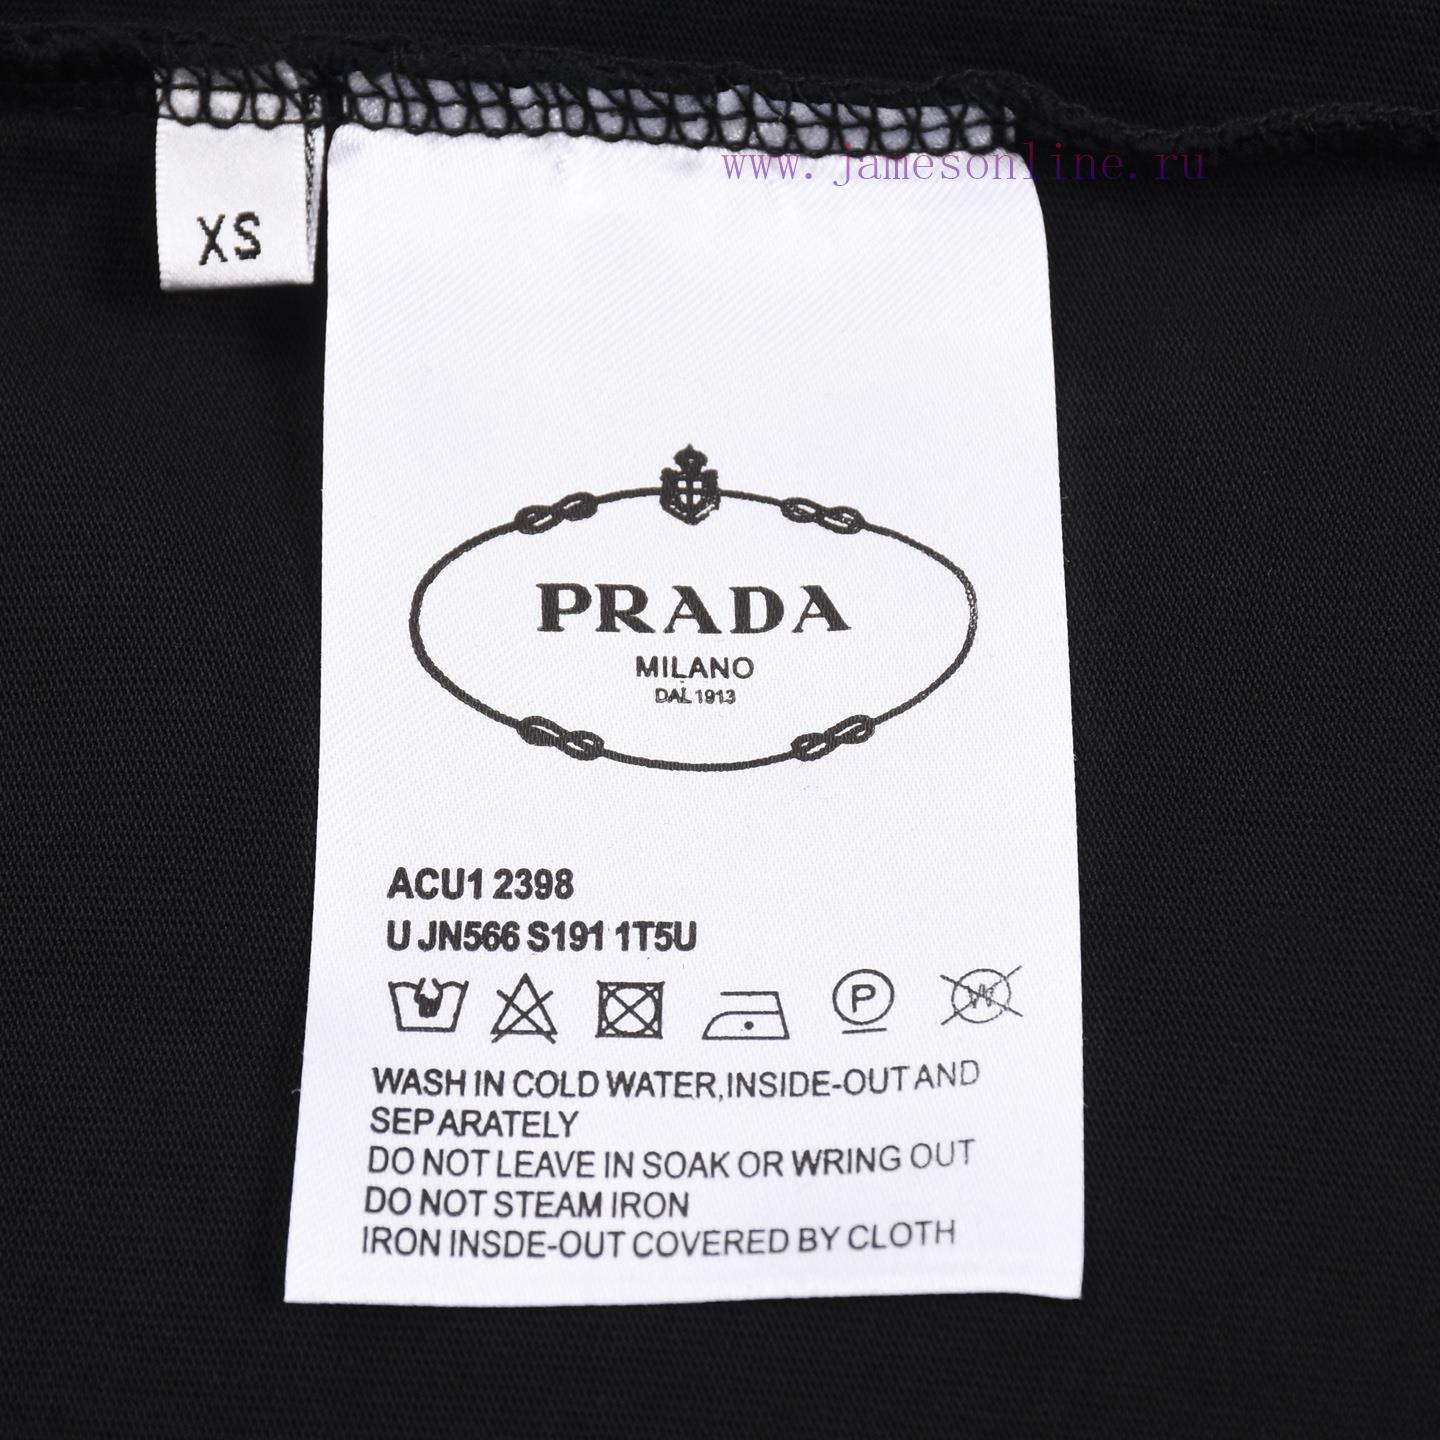 www.jamesonline.ru
XS
PRADA
MILANO
DAL 1913
ACU1 2398
U JN566 S191 1T5U
P
W
WASH IN COLD WATER,INSIDE-OUT AND
SEPARATELY
DO NOT LEAVE IN SOAK OR WRING OUT
DO NOT STEAM IRON
IRON INSDE-OUT COVERED BY CLOTH